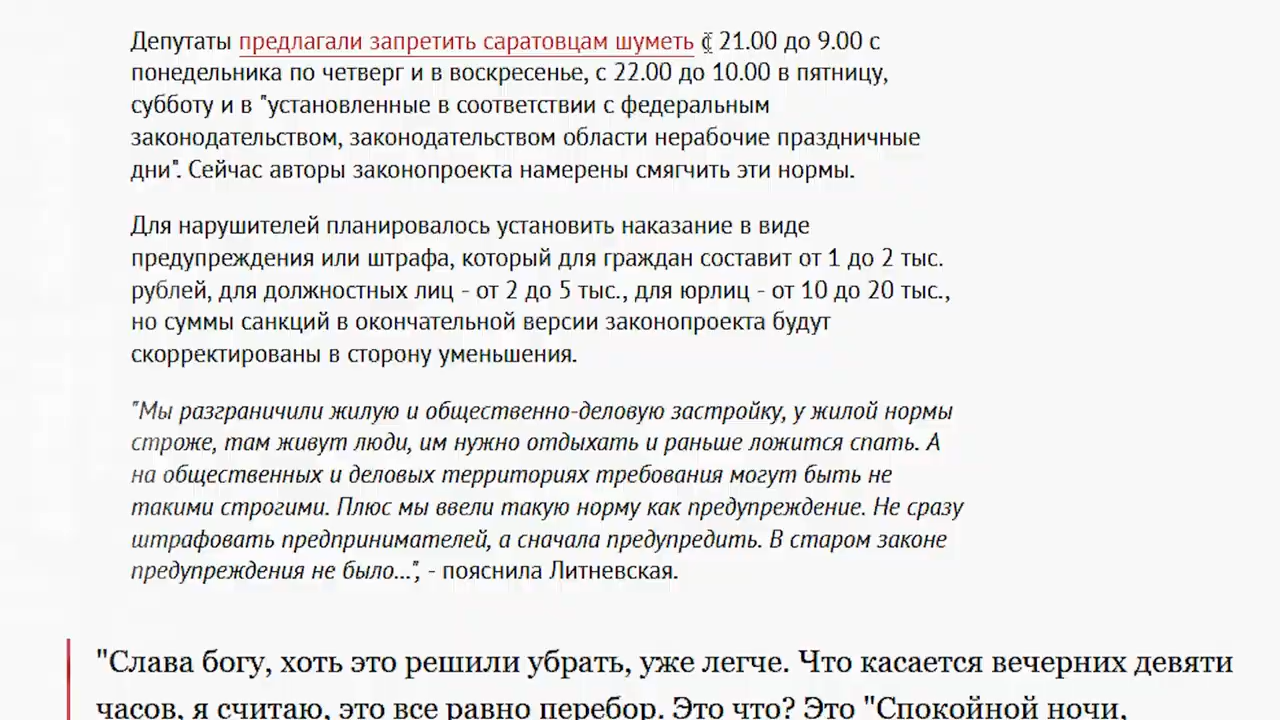 Депутаты предлагали запретить саратовцам шуметь с 21.00 до 9.00 с
понедельника по четверг и в воскресенье, с 22.00 до 10.00 в пятницу,
субботу и в "установленные в соответствии с федеральным
законодательством, законодательством области нерабочие праздничные
дни". Сейчас авторы законопроекта намерены смягчить эти нормы.
Для нарушителей планировалось установить наказание в виде
предупреждения или штрафа, который для граждан составит от 1 до 2 тыс.
рублей, для должностных лиц - от 2 до 5 тыс., для юрлиц - от 10 до 20 тыс.,
но суммы санкций в окончательной версии законопроекта будут
скорректированы в сторону уменьшения.
"Мы разграничили жилую и общественно-деловую застройку, у жилой нормы
строже, там живут люди, им нужно отдыхать и раньше ложится спать. А
на общественных и деловых территориях требования могут быть не
такими строгими. Плюс мы ввели такую норму как предупреждение. Не сразу
штрафовать предпринимателей, а сначала предупредить. В старом законе
предупреждения не было...", - пояснила Литневская.
"Слава богу, хоть это решили убрать, уже легче. Что касается вечерних девяти
часов, я считаю, это все равно перебор. Это что? Это "Спокойной ночи,